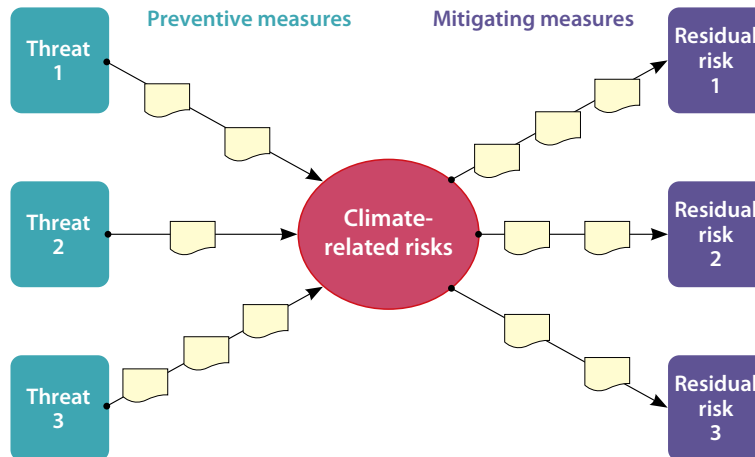 Preventive measures
Mitigating measures
Threat
1
Threat
2
Threat
3
Climate-
related risks
Residual
risk
1
Residual
risk
2
Residual
risk
3